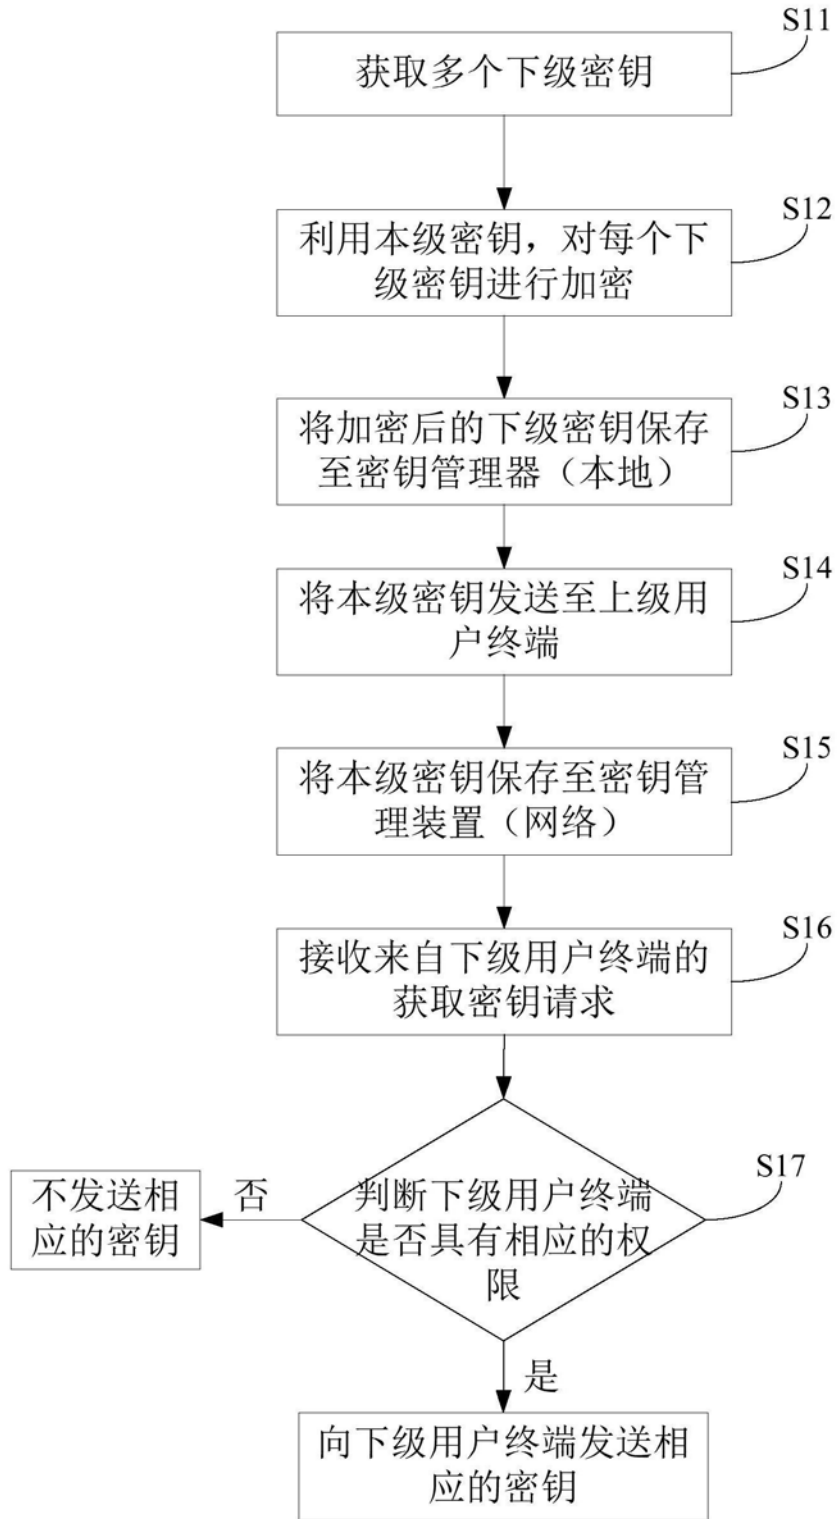 S11
获取多个下级密钥
S12
利用本级密钥，对每个下
级密钥进行加密
S13
将加密后的下级密钥保存
至密钥管理器（本地）
S14
将本级密钥发送至上级用
户终端
S15
将本级密钥保存至密钥管
理装置（网络）
S16
接收来自下级用户终端的
获取密钥请求
S17
判断下级用户终端
是否具有相应的权
限
否
不发送相
应的密钥
是
向下级用户终端发送相
应的密钥